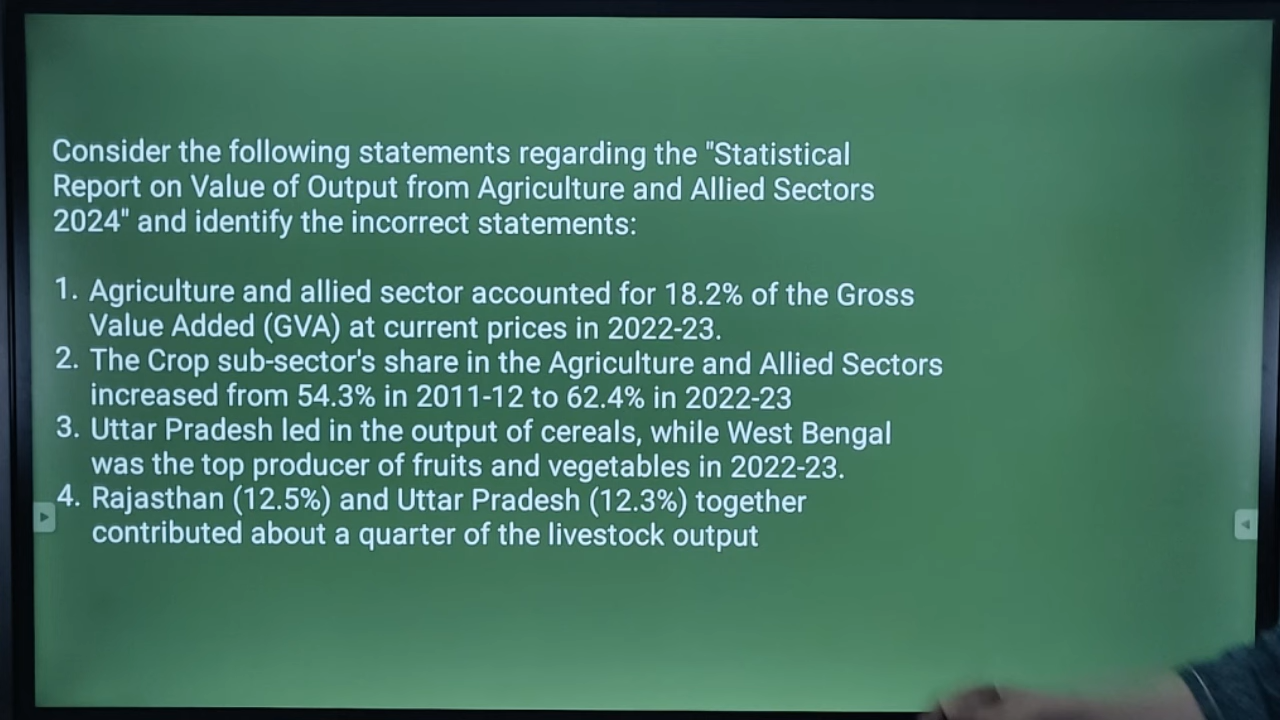 Consider the following statements regarding the "Statistical
Report on Value of Output from Agriculture and Allied Sectors
2024" and identify the incorrect statements:
1. Agriculture and allied sector accounted for 18.2% of the Gross
Value Added (GVA) at current prices in 2022-23.
2. The Crop sub-sector's share in the Agriculture and Allied Sectors
increased from 54.3% in 2011-12 to 62.4% in 2022-23
3. Uttar Pradesh led in the output of cereals, while West Bengal
was the top producer of fruits and vegetables in 2022-23.
4. Rajasthan (12.5%) and Uttar Pradesh (12.3%) together
contributed about a quarter of the livestock output